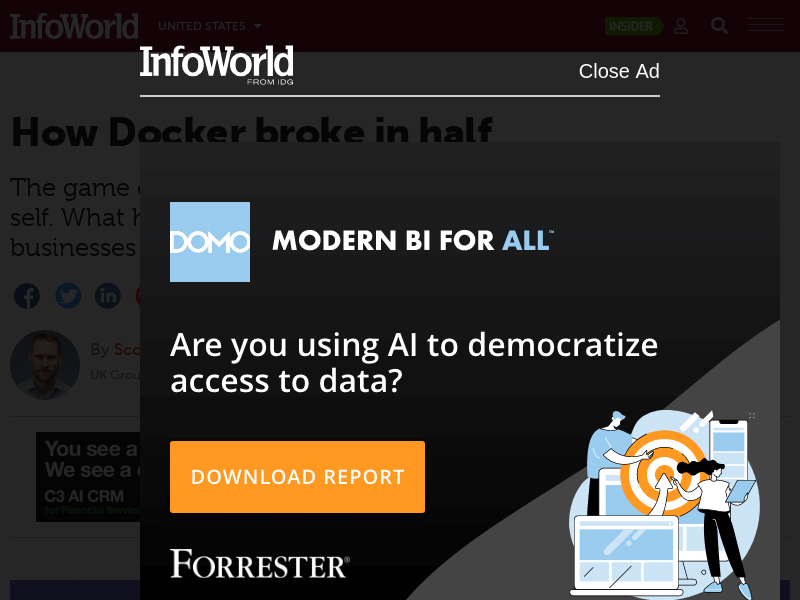 InfoWorld UNITED STATES INSIDER
InfoWorld
FROM IDG
Close Ad
How Docker broke in half
The game
self. What
businesses
By
UK
You see a
We see a
C3 AI CRM
for Financial
DOMO MODERN BI FOR ALL™
Are you using AI to democratize
access to data?
DOWNLOAD REPORT
FORRESTER®